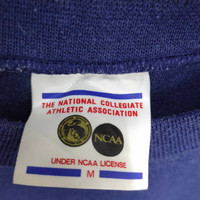 THE NATIONAL COLLEGIATE
ATHLETIC ASSOCIATION
NCAA
UNDER NCAA LICENSE
M